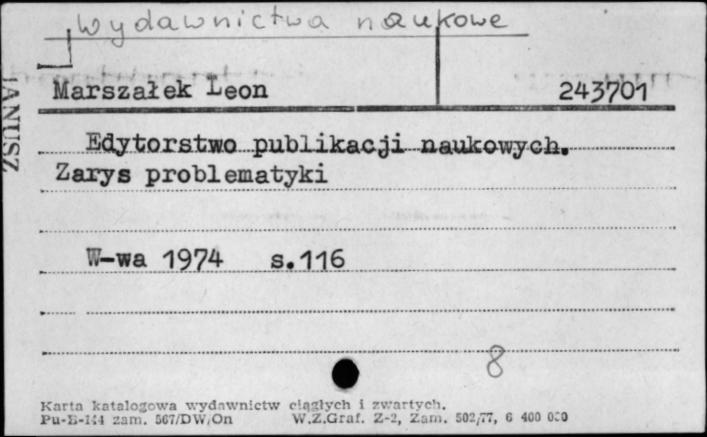 Wydawnictwa naukowe
Marszałek Leon 243701
Edytorstwo publikacji naukowych.
Zarys problematyki
W-wa 1974 s.116
8
Karta katalogowa wydawnictw ciągłych i zwartych.
Pu-B-144 zam. 567/DW/On W.Z.Graf. Z-2, Zam. 502/77, 6 400 000
JANUSZ